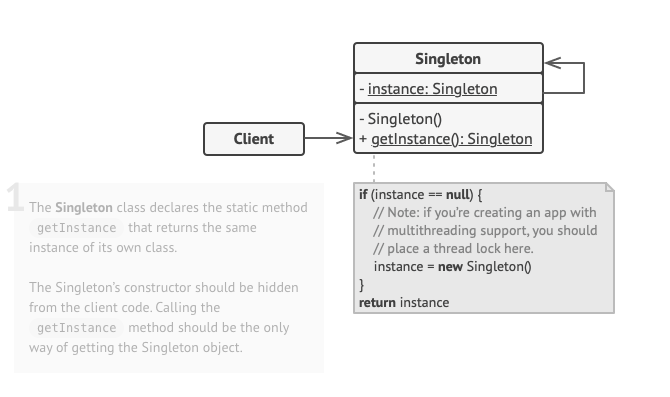 Singleton
- instance: Singleton
- Singleton()
+ getInstance(): Singleton
Client
1
The Singleton class declares the static method
getInstance that returns the same
instance of its own class.
The Singleton's constructor should be hidden
from the client code. Calling the
getInstance method should be the only
way of getting the Singleton object.
if (instance == null) {
// Note: if you're creating an app with
// multithreading support, you should
// place a thread lock here.
instance = new Singleton()
}
return instance